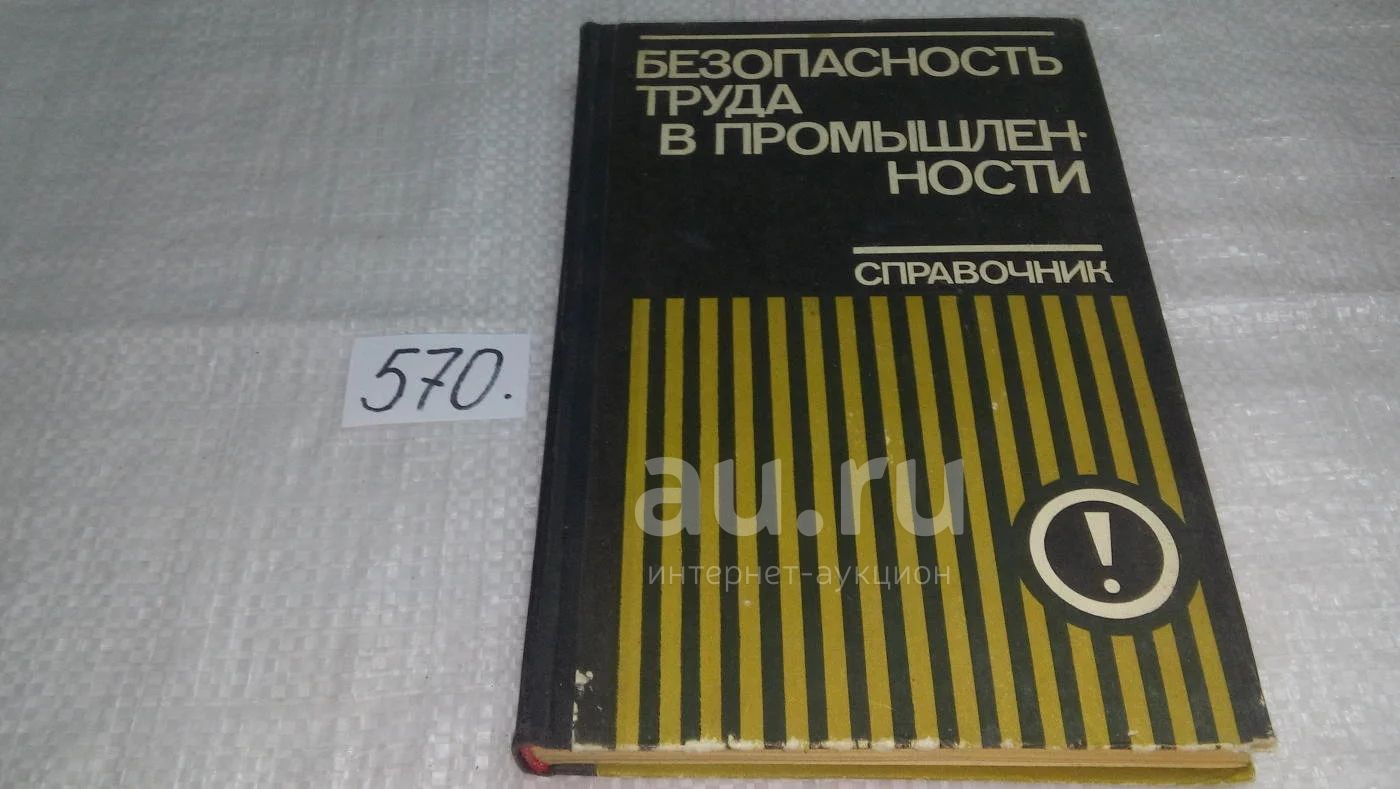 БЕЗОПАСНОСТЬ
ТРУДА
В ПРОМЫШЛЕН-
НОСТИ
СПРАВОЧНИК
!
570.
au.ru
интернет-аукцион